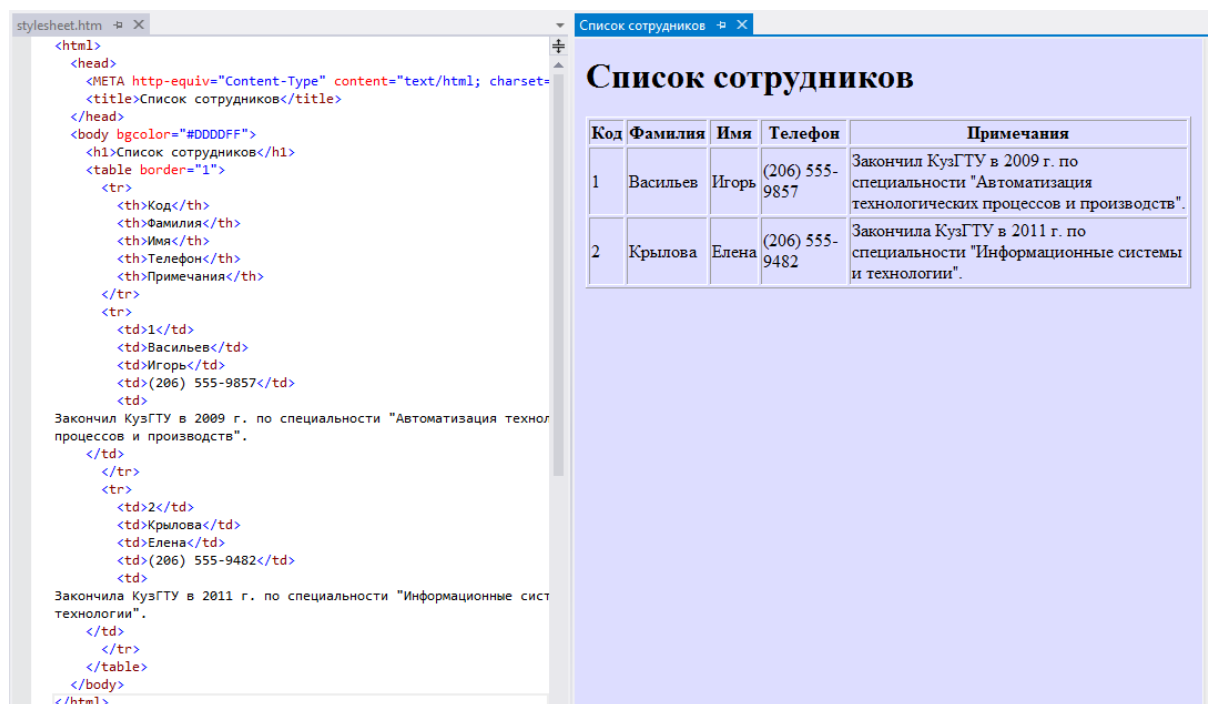 stylesheet.htm
<html>
<head>
<META http-equiv="Content-Type" content="text/html; charset=
<title>Список сотрудников</title>
</head>
<body bgcolor="#DDDDFF">
<h1>Список сотрудников</h1>
<table border="1">
<tr>
<th>Код</th>
<th>Фамилия</th>
<th>Имя</th>
<th>Телефон</th>
<th>Примечания</th>
</tr>
<tr>
<td>1</td>
<td>Васильев</td>
<td>Игорь</td>
<td>(206) 555-9857</td>
<td>
Закончил КузГТУ в 2009 г. по специальности "Автоматизация технол
процессов и производств".
</td>
</tr>
<tr>
<td>2</td>
<td>Крылова</td>
<td>Елена</td>
<td>(206) 555-9482</td>
<td>
Закончила КузГТУ в 2011 г. по специальности "Информационные сист
технологии".
</td>
</tr>
</table>
</body>
</html>
Список сотрудников
Список сотрудников
Код Фамилия Имя Телефон Примечания
1 Васильев Игорь (206) 555-
9857
Закончил КузГТУ в 2009 г. по
специальности "Автоматизация
технологических процессов и производств".
2 Крылова Елена (206) 555-
9482
Закончила КузГТУ в 2011 г. по
специальности "Информационные системы
и технологии".